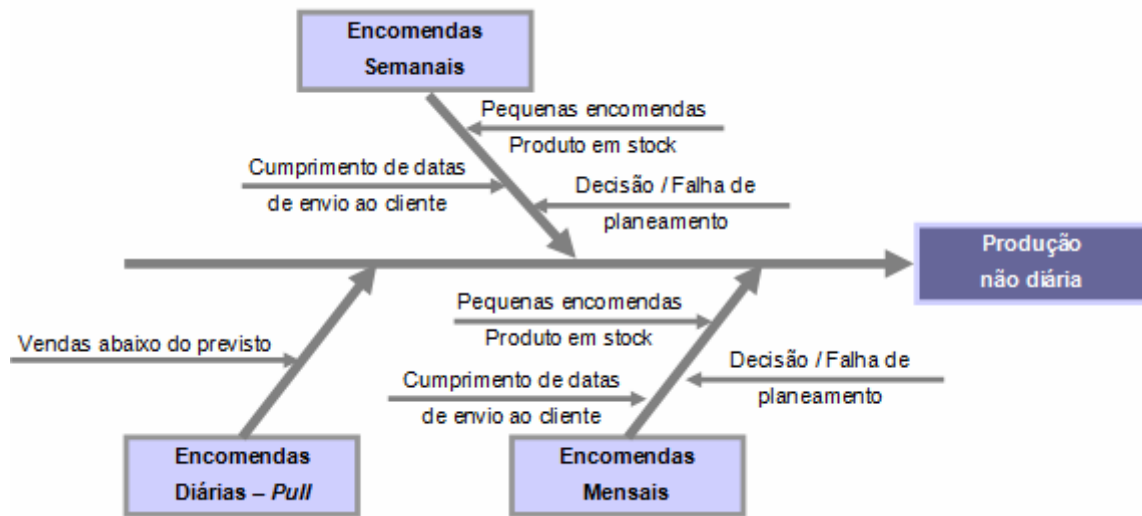 Encomendas
Semanais
Pequenas encomendas
Produto em stock
Cumprimento de datas
de envio ao cliente
Decisão / Falha de
planeamento
Produção
não diária
Pequenas encomendas
Produto em stock
Vendas abaixo do previsto
Decisão / Falha de
planeamento
Cumprimento de datas
de envio ao cliente
Encomendas
Diárias – Pull
Encomendas
Mensais